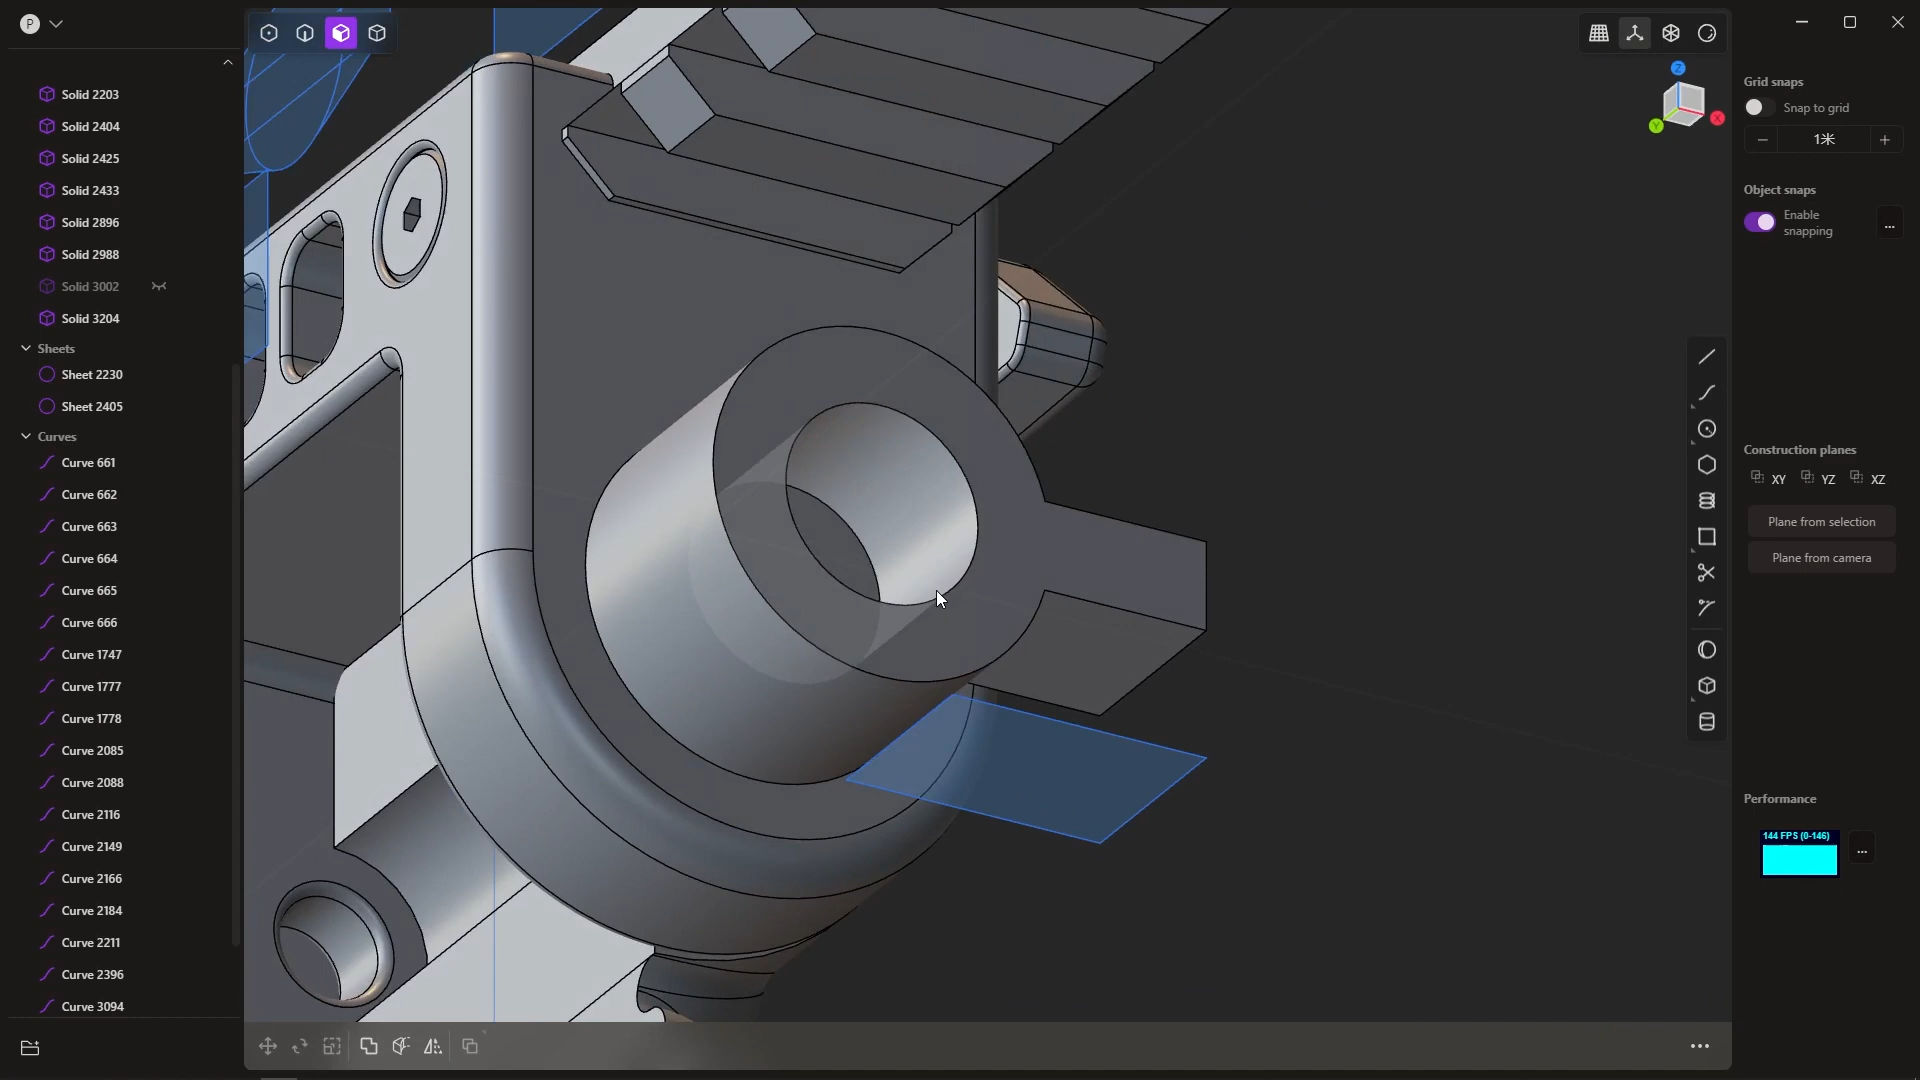 P
Solid 2203
Solid 2404
Solid 2425
Solid 2433
Solid 2896
Solid 2988
Solid 3002
Solid 3204
Sheets
Sheet 2230
Sheet 2405
Curves
Curve 661
Curve 662
Curve 663
Curve 664
Curve 665
Curve 666
Curve 1747
Curve 1777
Curve 1778
Curve 2085
Curve 2088
Curve 2116
Curve 2149
Curve 2166
Curve 2184
Curve 2211
Curve 2396
Curve 3094
Z
X
Y
Grid snaps
Snap to grid
1米
Object snaps
Enable
snapping
...
Construction planes
XY YZ XZ
Plane from selection
Plane from camera
Performance
144 FPS (0-146)
...